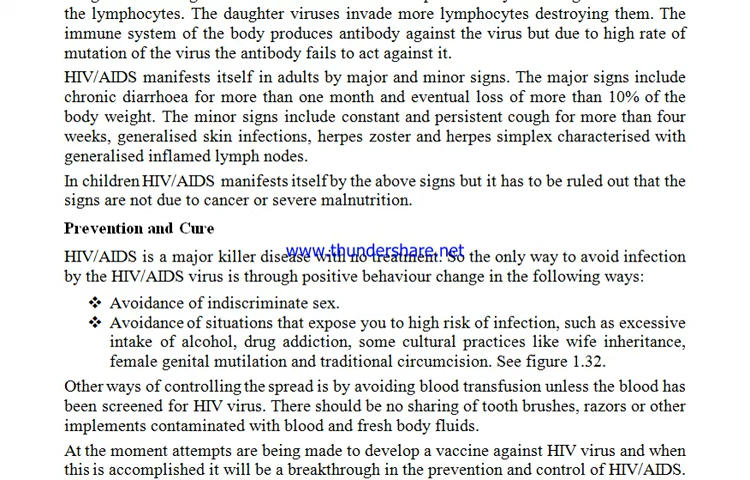 the lymphocytes. The daughter viruses invade more lymphocytes destroying them. The
immune system of the body produces antibody against the virus but due to high rate of
mutation of the virus the antibody fails to act against it.
HIV/AIDS manifests itself in adults by major and minor signs. The major signs include
chronic diarrhoea for more than one month and eventual loss of more than 10% of the
body weight. The minor signs include constant and persistent cough for more than four
weeks, generalised skin infections, herpes zoster and herpes simplex characterised with
generalised inflamed lymph nodes.
In children HIV/AIDS manifests itself by the above signs but it has to be ruled out that the
signs are not due to cancer or severe malnutrition.
Prevention and Cure
www.thundershare.net
HIV/AIDS is a major killer disease with no treatment. So the only way to avoid infection
by the HIV/AIDS virus is through positive behaviour change in the following ways:
❖ Avoidance of indiscriminate sex.
❖ Avoidance of situations that expose you to high risk of infection, such as excessive
intake of alcohol, drug addiction, some cultural practices like wife inheritance,
female genital mutilation and traditional circumcision. See figure 1.32.
Other ways of controlling the spread is by avoiding blood transfusion unless the blood has
been screened for HIV virus. There should be no sharing of tooth brushes, razors or other
implements contaminated with blood and fresh body fluids.
At the moment attempts are being made to develop a vaccine against HIV virus and when
this is accomplished it will be a breakthrough in the prevention and control of HIV/AIDS.